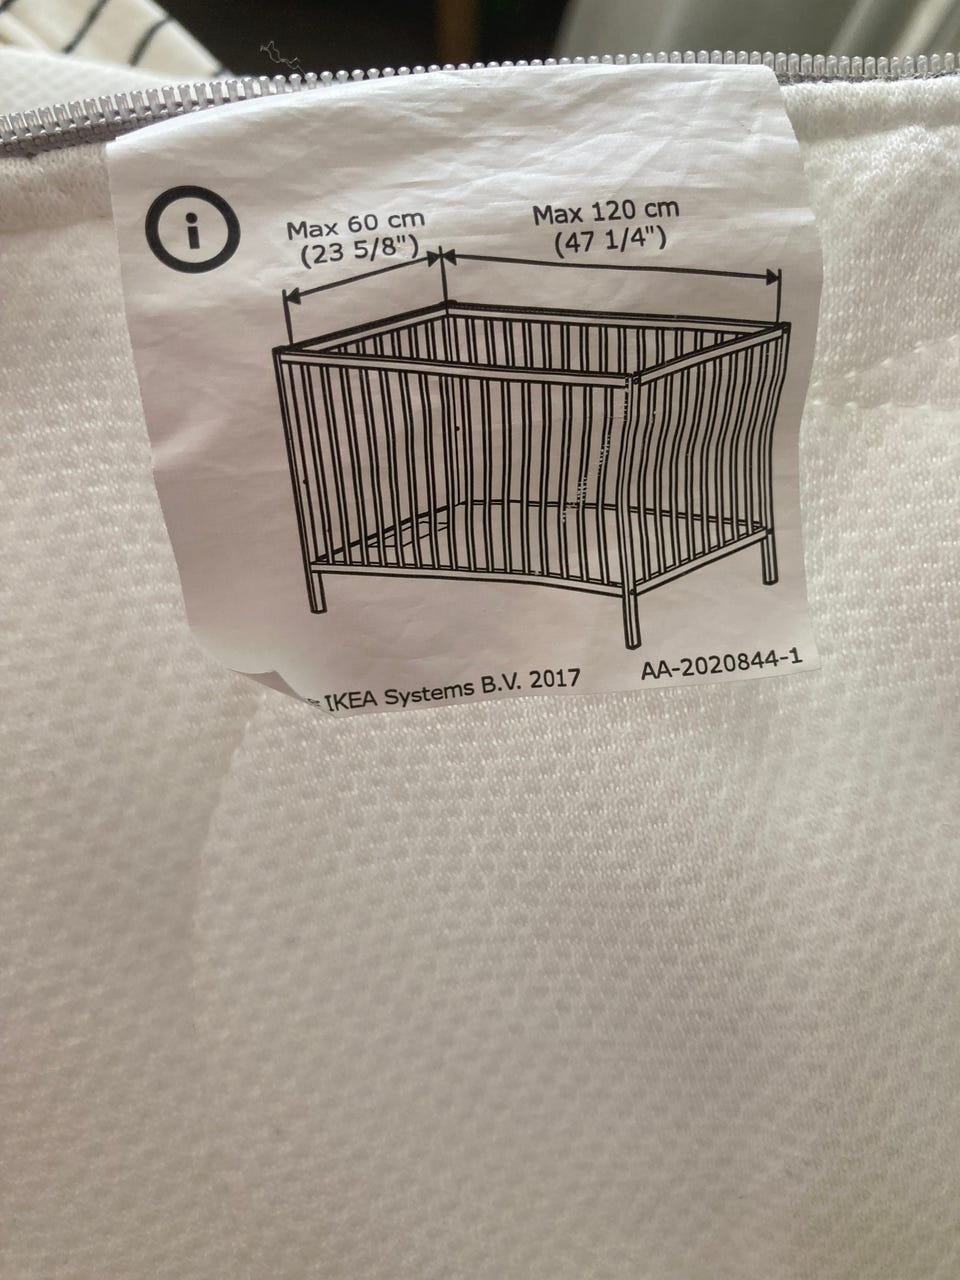 i
Max 60 cm
(23 5/8")
Max 120 cm
(47 1/4")
IKEA Systems B.V. 2017
AA-2020844-1